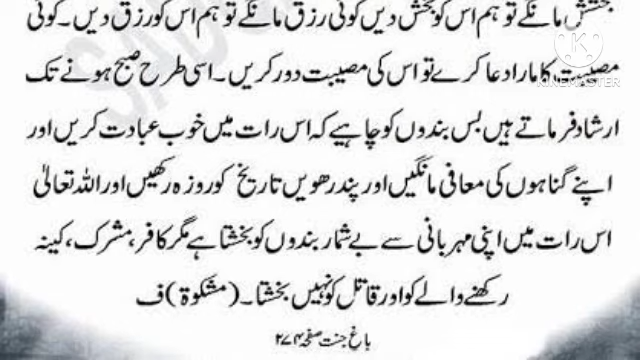 بخشش مانگے تو ہم اس کو بخش دیں کوئی رزق مانگے تو ہم اس کو رزق دیں۔ کوئی
مصیبت کا مارا دعا کرے تو اس کی مصیبت دور کریں۔ اسی طرح صبح ہونے تک
ارشاد فرماتے ہیں بس بندوں کو چاہیے کہ اس رات میں خوب عبادت کریں اور
اپنے گناہوں کی معافی مانگیں اور پندرھویں تاریخ کو روزہ رکھیں اور اللہ تعالیٰ
اس رات میں اپنی مہربانی سے بے شمار بندوں کو بخشتا ہے مگر کافر، مشرک، کینہ
رکھنے والے کو اور قاتل کو نہیں بخشتا۔ (مشکوٰۃ) ف
باغ جنت صفحہ ۲۷۴
KINEMASTER